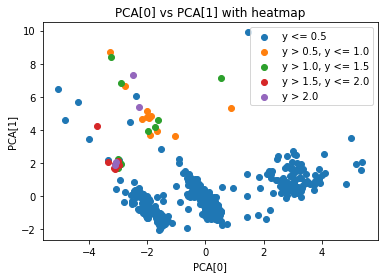 PCA[0] vs PCA[1] with heatmap
y <= 0.5
y > 0.5, y <= 1.0
y > 1.0, y <= 1.5
y > 1.5, y <= 2.0
y > 2.0
PCA[1]
10
8
6
4
2
0
−2
−4
−2
0
2
4
PCA[0]